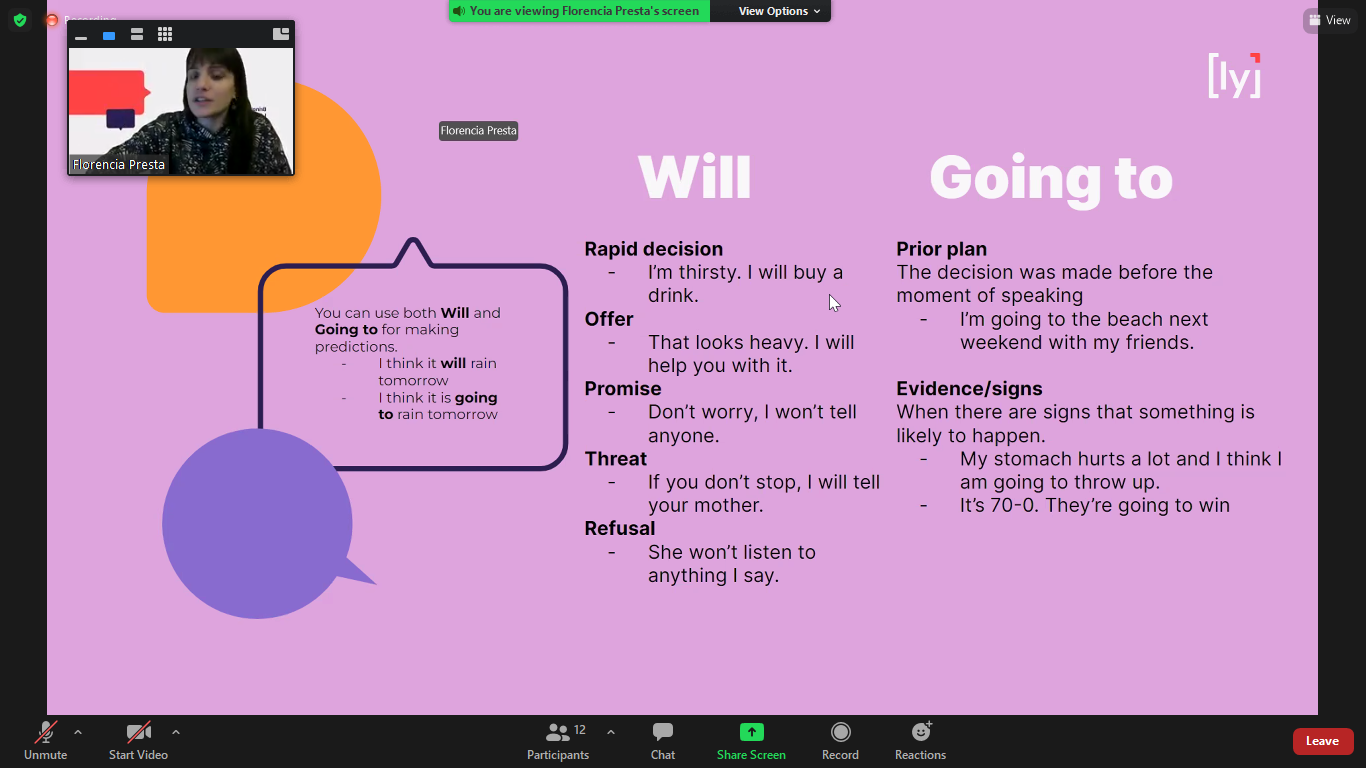 Recording
You are viewing Florencia Presta's screen
View Options
View
[ly]
Florencia Presta
Florencia Presta
Will
Going to
You can use both Will and
Going to for making
predictions.
- I think it will rain
tomorrow
- I think it is going
to rain tomorrow
Rapid decision
- I'm thirsty. I will buy a
drink.
Offer
- That looks heavy. I will
help you with it.
Promise
- Don't worry, I won't tell
anyone.
Threat
- If you don't stop, I will tell
your mother.
Refusal
- She won't listen to
anything I say.
Prior plan
The decision was made before the
moment of speaking
- I'm going to the beach next
weekend with my friends.
Evidence/signs
When there are signs that something is
likely to happen.
- My stomach hurts a lot and I think I
am going to throw up.
- It's 70-0. They're going to win
Unmute
Start Video
Participants
12
Chat
Share Screen
Record
Reactions
Leave